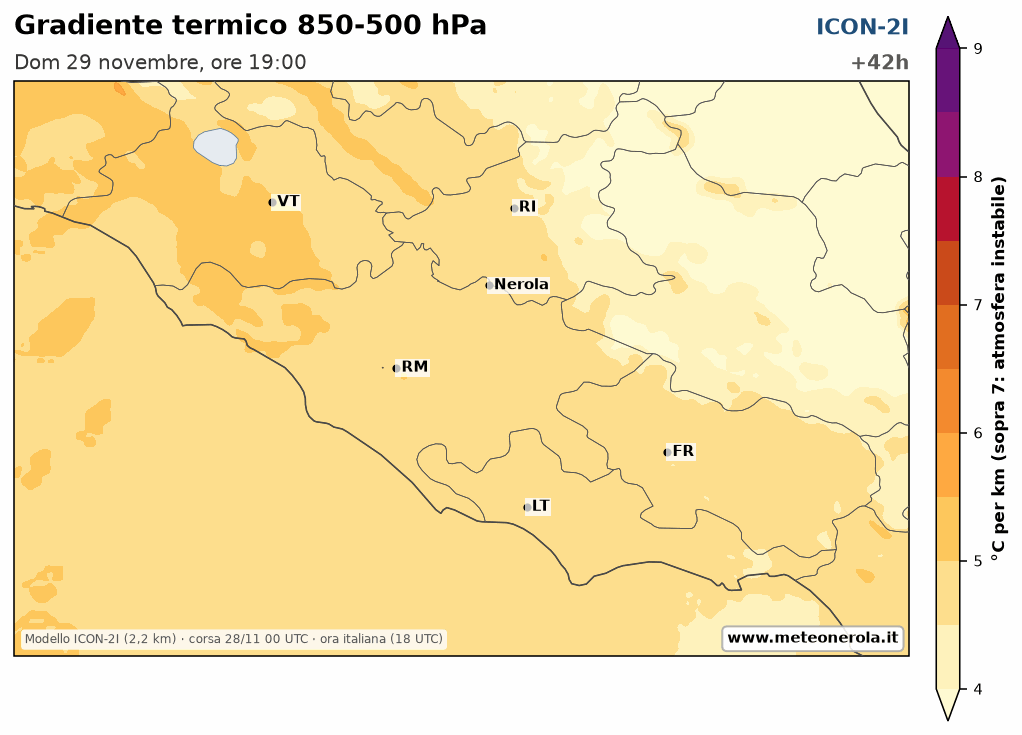 Gradiente termico 850-500 hPa
ICON-2I
Dom 29 novembre, ore 19:00
+42h
9
8
7
6
5
4
°C per km (sopra 7: atmosfera instabile)
VT
RI
Nerola
RM
FR
LT
Modello ICON-2I (2,2 km) · corsa 28/11 00 UTC · ora italiana (18 UTC)
www.meteonerola.it